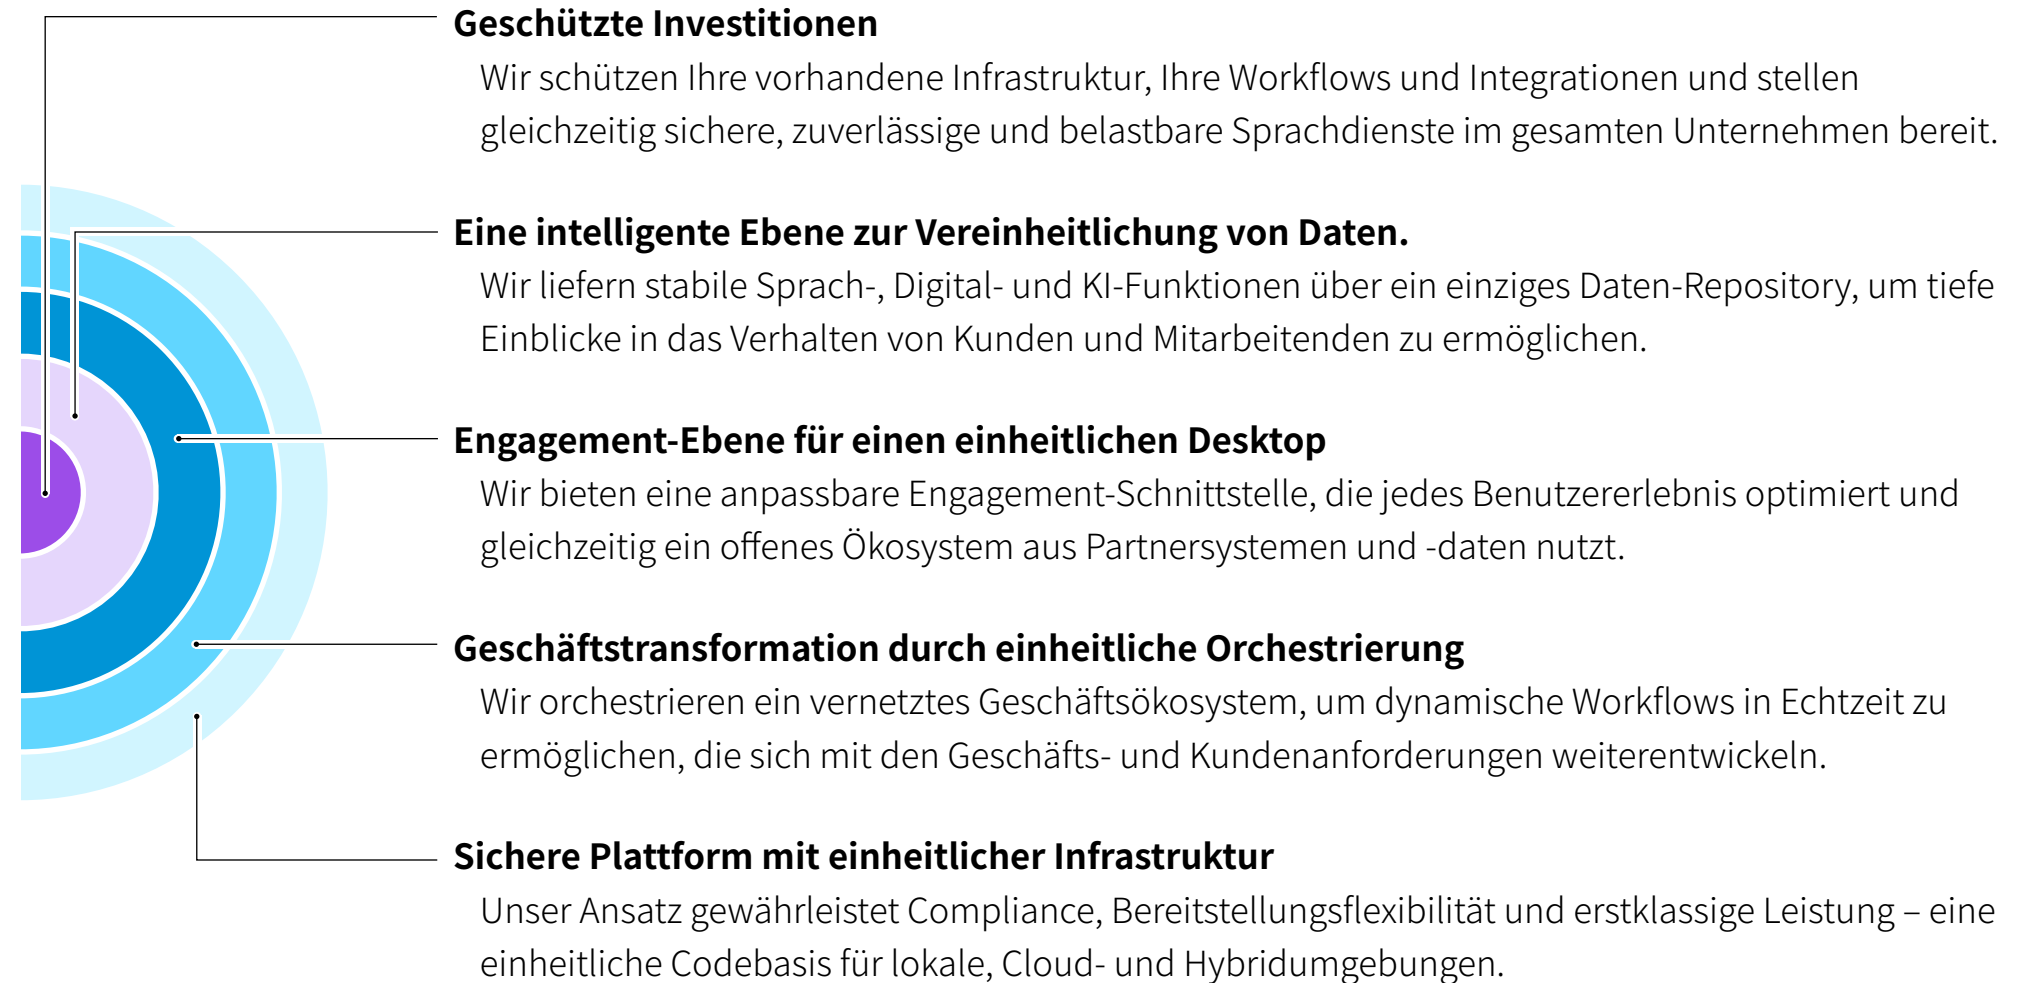 Geschützte Investitionen
Wir schützen Ihre vorhandene Infrastruktur, Ihre Workflows und Integrationen und stellen
gleichzeitig sichere, zuverlässige und belastbare Sprachdienste im gesamten Unternehmen bereit.
Eine intelligente Ebene zur Vereinheitlichung von Daten.
Wir liefern stabile Sprach-, Digital- und KI-Funktionen über ein einziges Daten-Repository, um tiefe
Einblicke in das Verhalten von Kunden und Mitarbeitenden zu ermöglichen.
Engagement-Ebene für einen einheitlichen Desktop
Wir bieten eine anpassbare Engagement-Schnittstelle, die jedes Benutzererlebnis optimiert und
gleichzeitig ein offenes Ökosystem aus Partnersystemen und -daten nutzt.
Geschäftstransformation durch einheitliche Orchestrierung
Wir orchestrieren ein vernetztes Geschäftsökosystem, um dynamische Workflows in Echtzeit zu
ermöglichen, die sich mit den Geschäfts- und Kundenanforderungen weiterentwickeln.
Sichere Plattform mit einheitlicher Infrastruktur
Unser Ansatz gewährleistet Compliance, Bereitstellungsflexibilität und erstklassige Leistung – eine
einheitliche Codebasis für lokale, Cloud- und Hybridumgebungen.